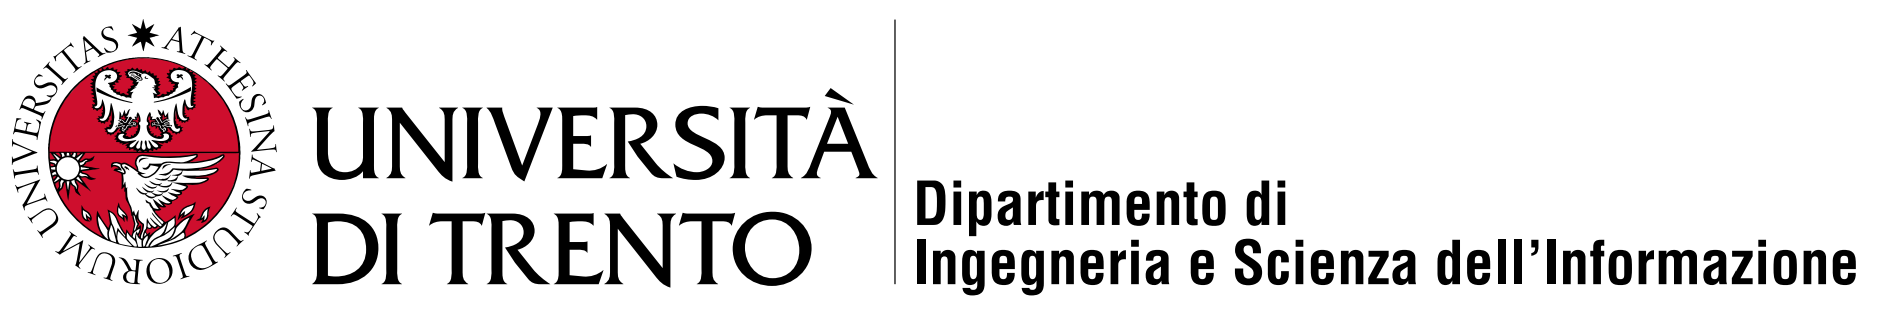 UNIVERSITAS ★ ATHESINA STUDIORUM
UNIVERSITÀ
DI TRENTO
Dipartimento di
Ingegneria e Scienza dell’Informazione